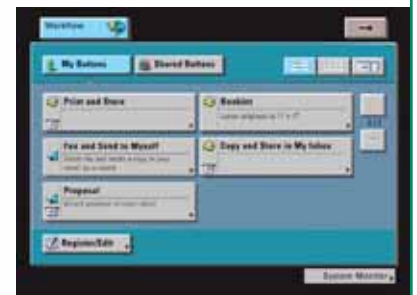 Workflow
My Buttons
Shared Buttons
Print and Store
Booklet
Fax and Send to Myself
Copy and Store in My Inbox
Proposal
Register/Edit
System Monitor